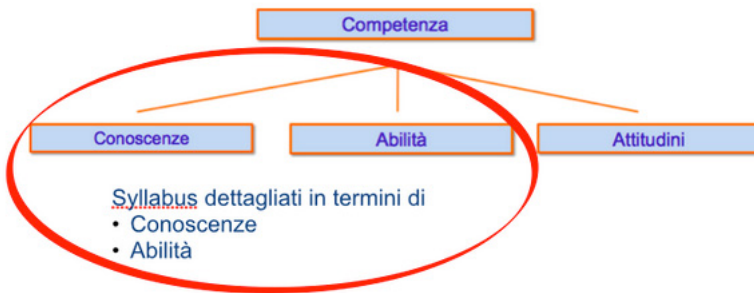 Competenza
Conoscenze
Abilità
Attitudini
Syllabus dettagliati in termini di
• Conoscenze
• Abilità